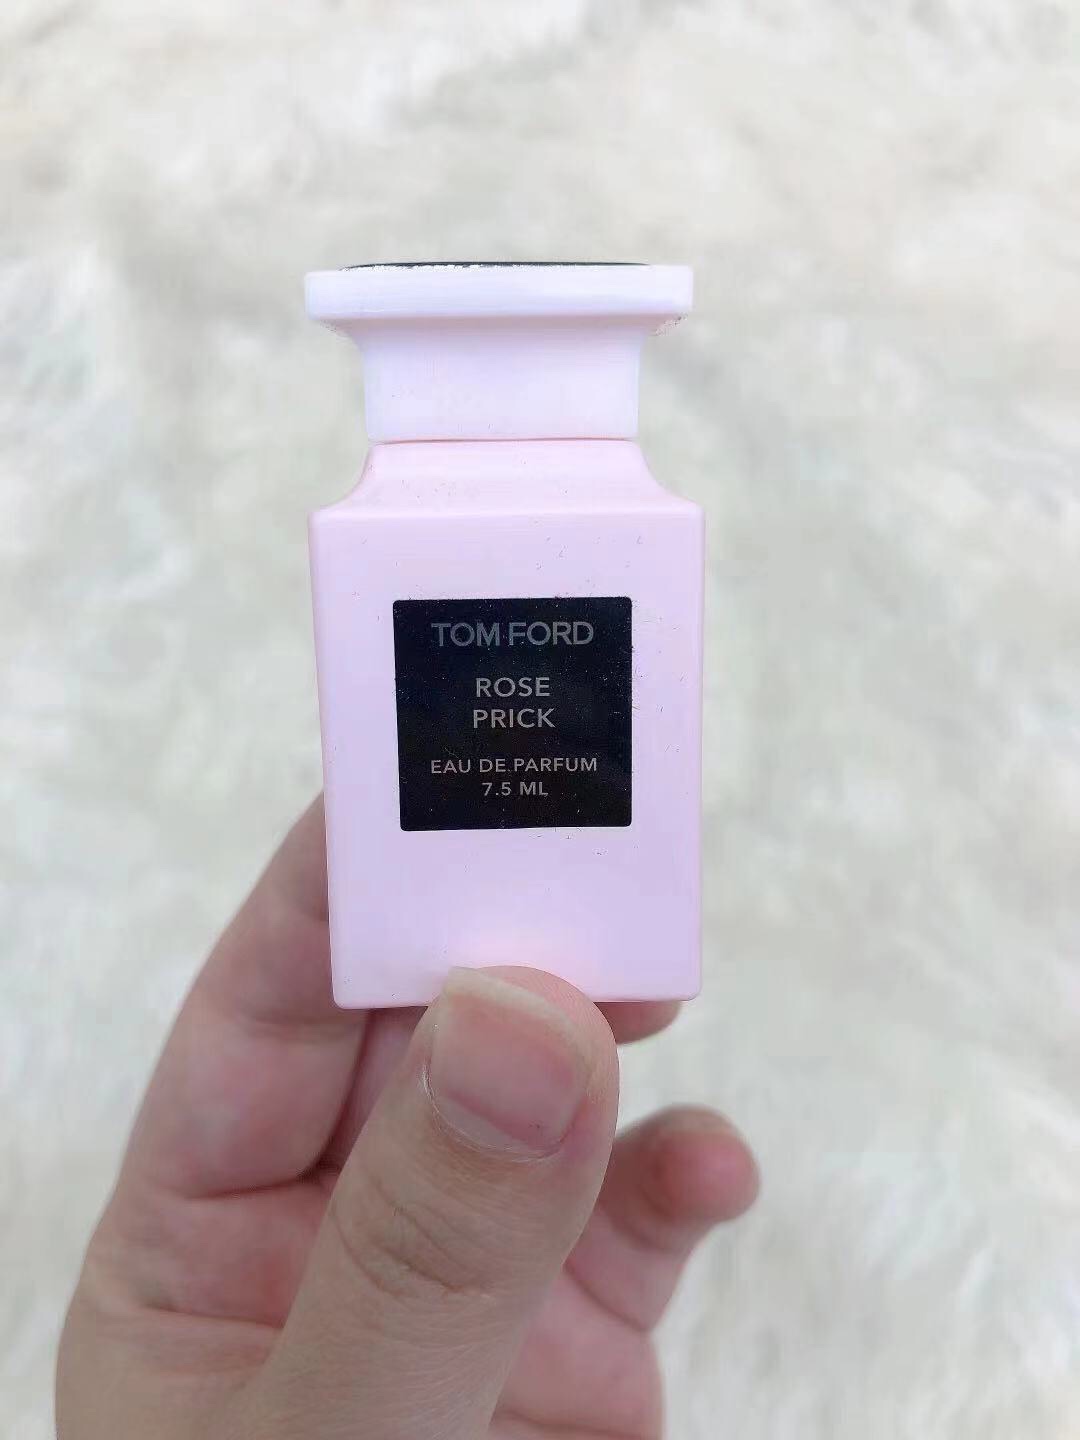 TOM FORD
ROSE
PRICK
EAU DE PARFUM
7.5 ML